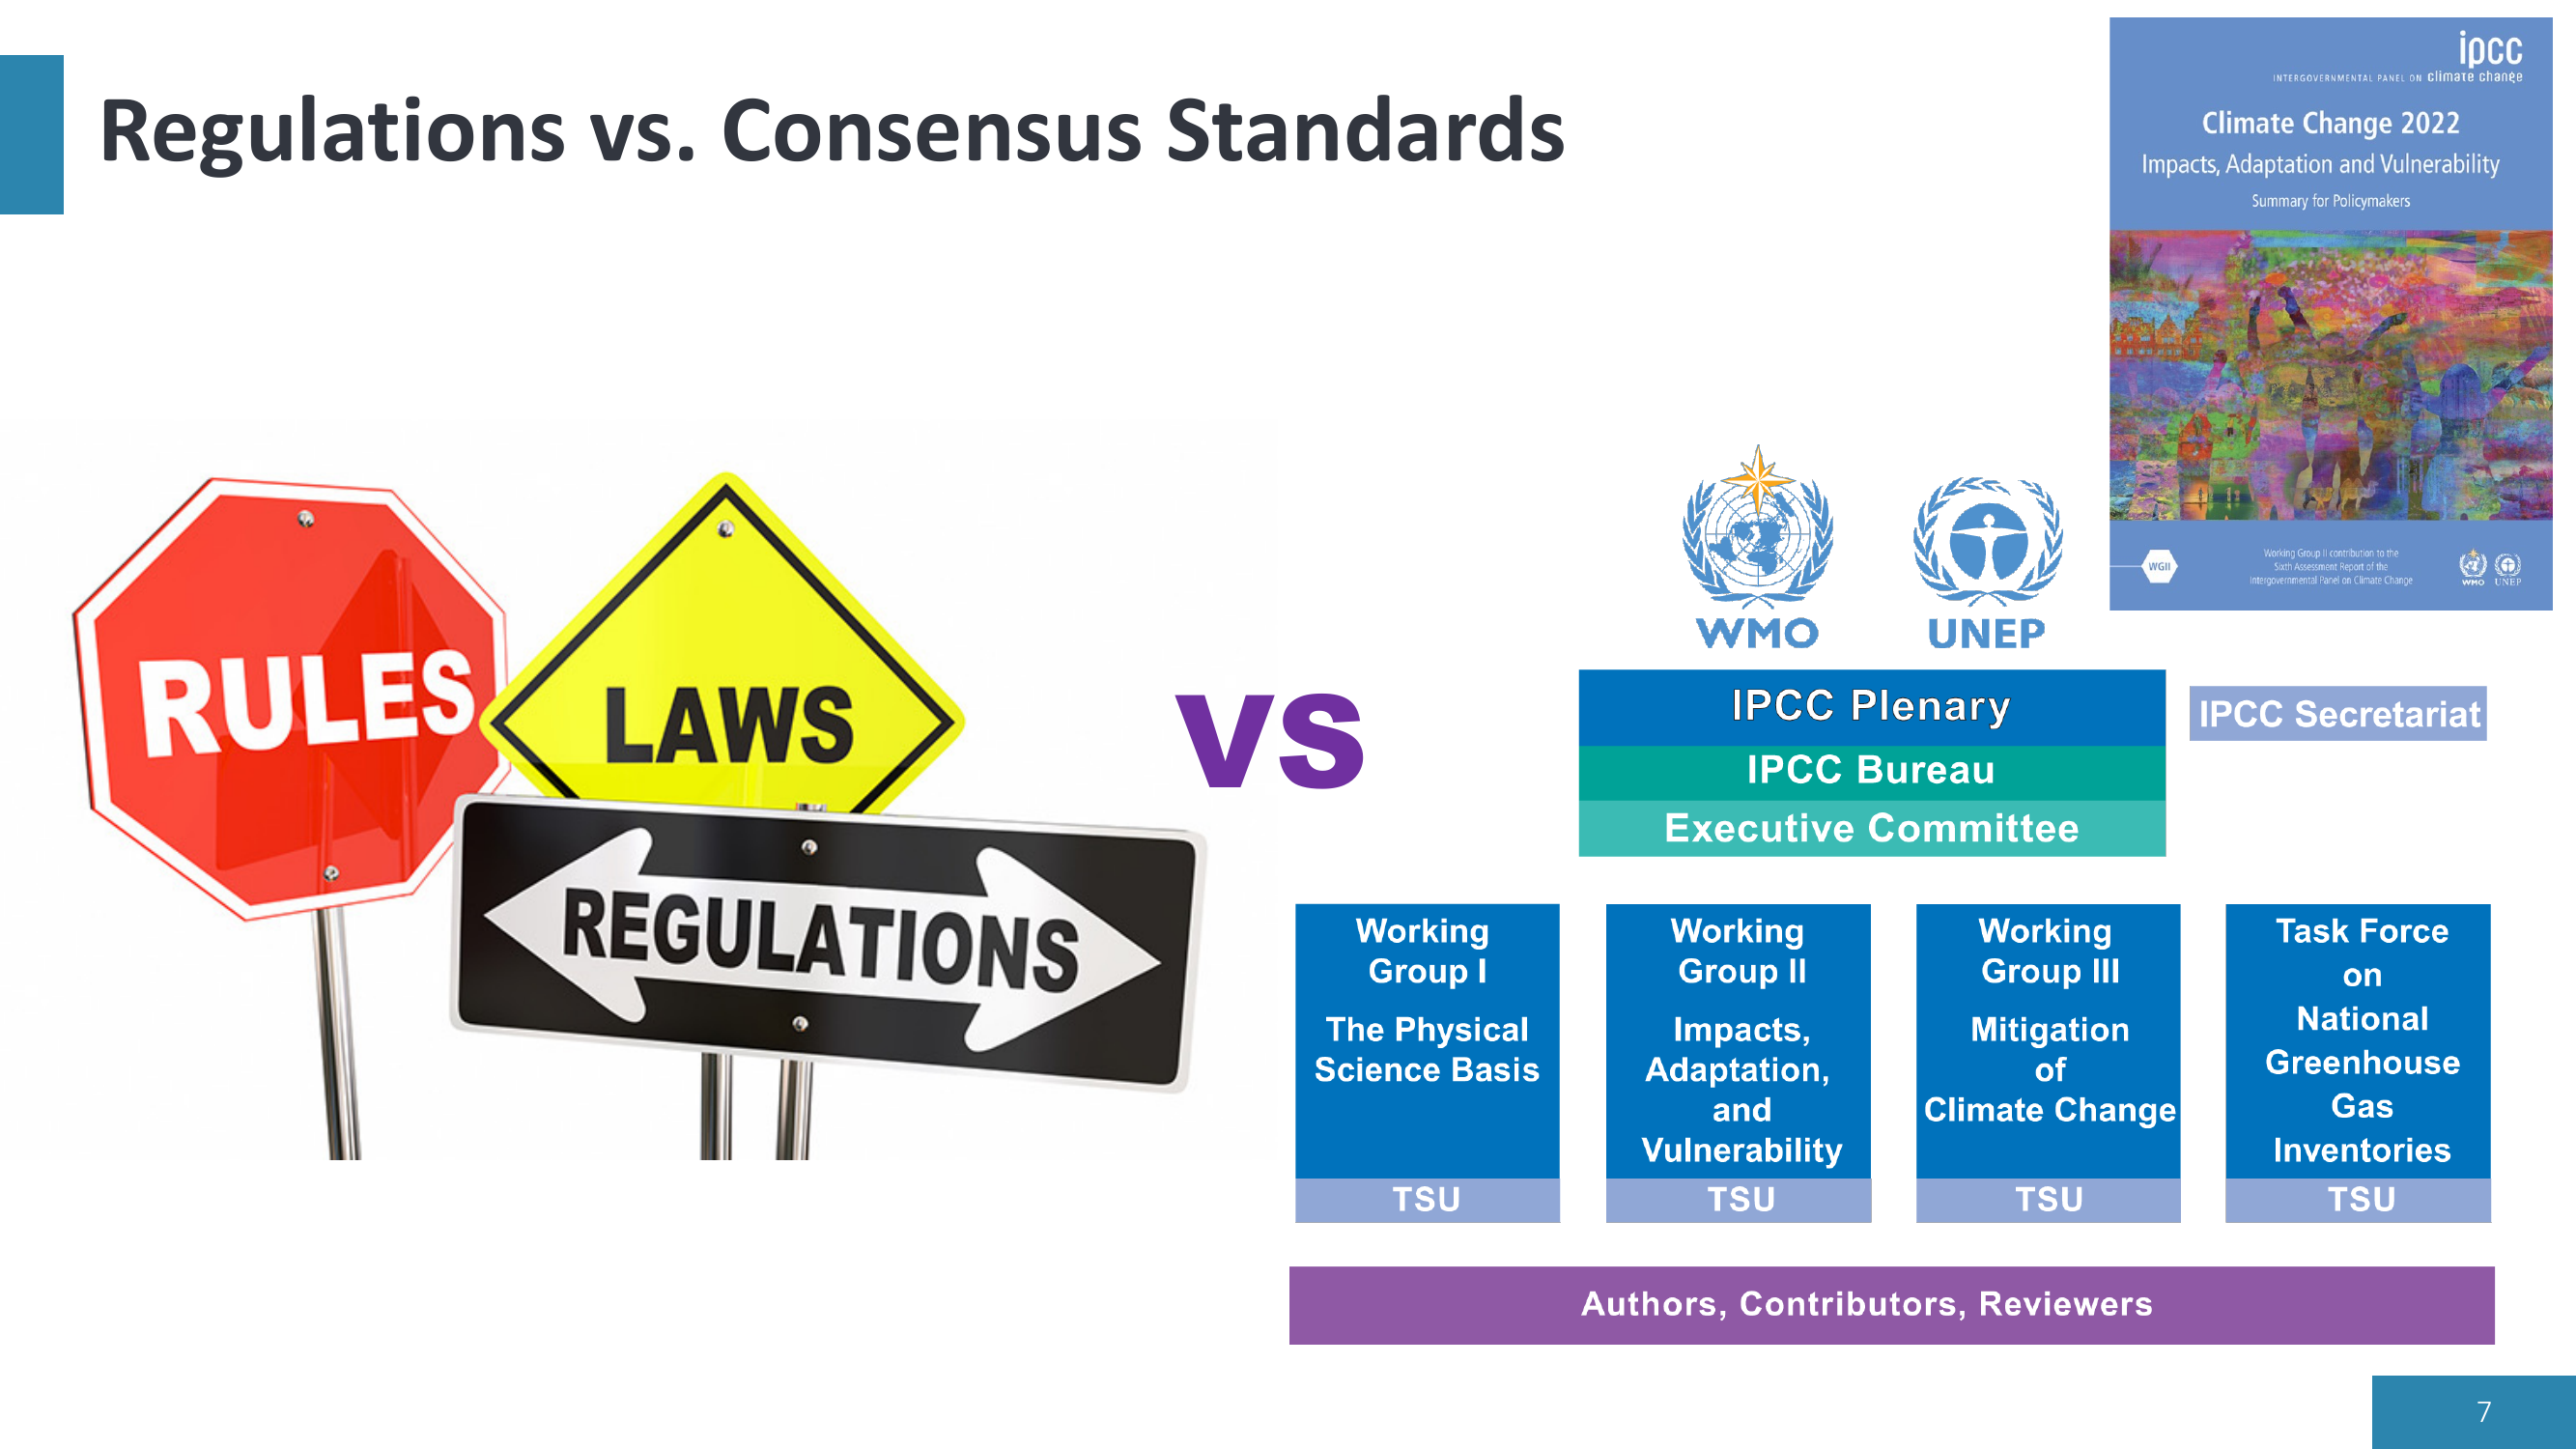 Regulations vs. Consensus Standards
ipcc
INTERGOVERNMENTAL PANEL ON climate change
Climate Change 2022
Impacts, Adaptation and Vulnerability
Summary for Policymakers
WGII
Working Group II contribution to the
Sixth Assessment Report of the
Intergovernmental Panel on Climate Change
WMO UNEP
RULES
LAWS
REGULATIONS
VS
WMO
UNEP
IPCC Plenary
IPCC Bureau
Executive Committee
IPCC Secretariat
Working
Group I
The Physical
Science Basis
TSU
Working
Group II
Impacts,
Adaptation,
and
Vulnerability
TSU
Working
Group III
Mitigation
of
Climate Change
TSU
Task Force
on
National
Greenhouse
Gas
Inventories
TSU
Authors, Contributors, Reviewers
7